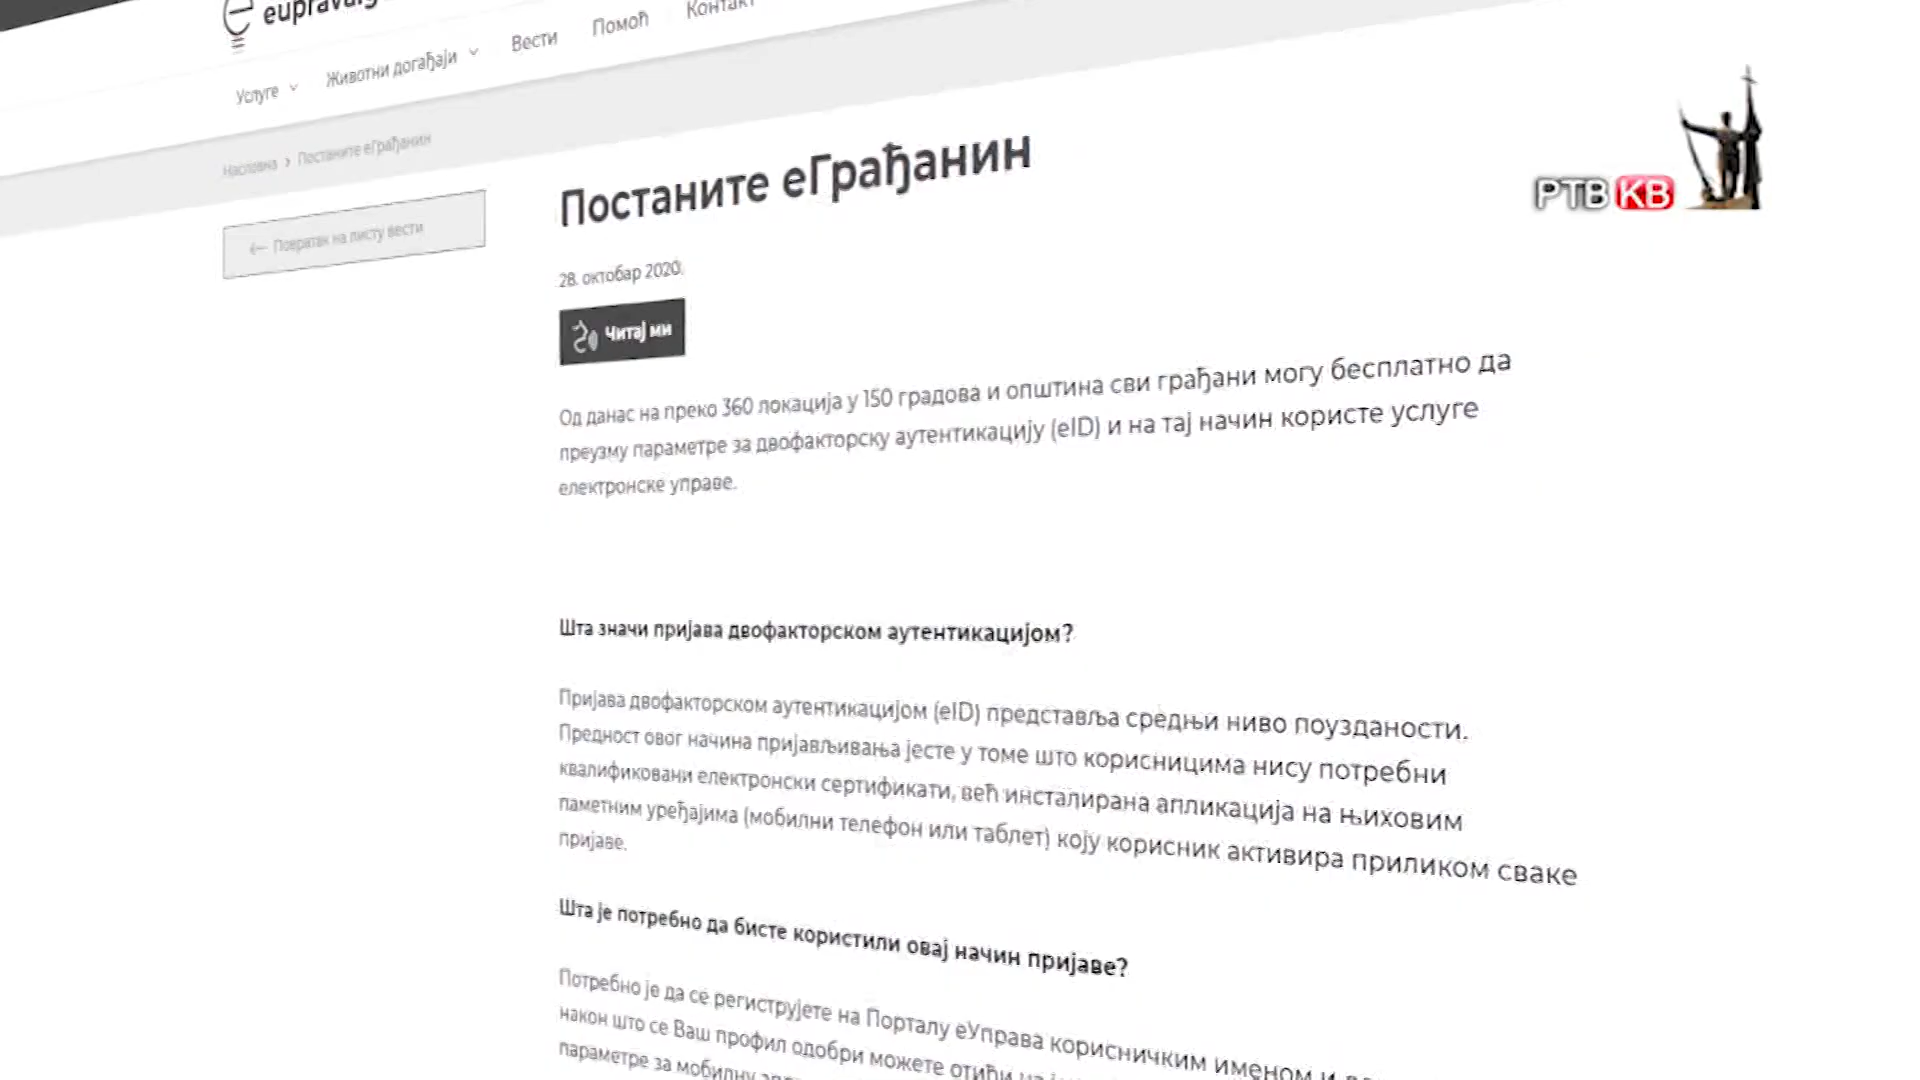 Услуге
Животни догађаји
Вести
Помоћ
Контакт
Насловна > Постаните еГрађанин
← Повратак на листу вести
Постаните еГрађанин
28. октобар 2020.
Читај ми
РТВ КВ
Од данас на преко 360 локација у 150 градова и општина сви грађани могу бесплатно да
преузму параметре за двофакторску аутентикацију (eID) и на тај начин користе услуге
електронске управе.
Шта значи пријава двофакторском аутентикацијом?
Пријава двофакторском аутентикацијом (eID) представља средњи ниво поузданости.
Предност овог начина пријављивања јесте у томе што корисницима нису потребни
квалификовани електронски сертификати, већ инсталирана апликација на њиховим
паметним уређајима (мобилни телефон или таблет) коју корисник активира приликом сваке
пријаве.
Шта је потребно да бисте користили овај начин пријаве?
Потребно је да се региструјете на Порталу еУправа корисничким именом и
након што се Ваш профил одобри можете отићи
параметре за мобилну